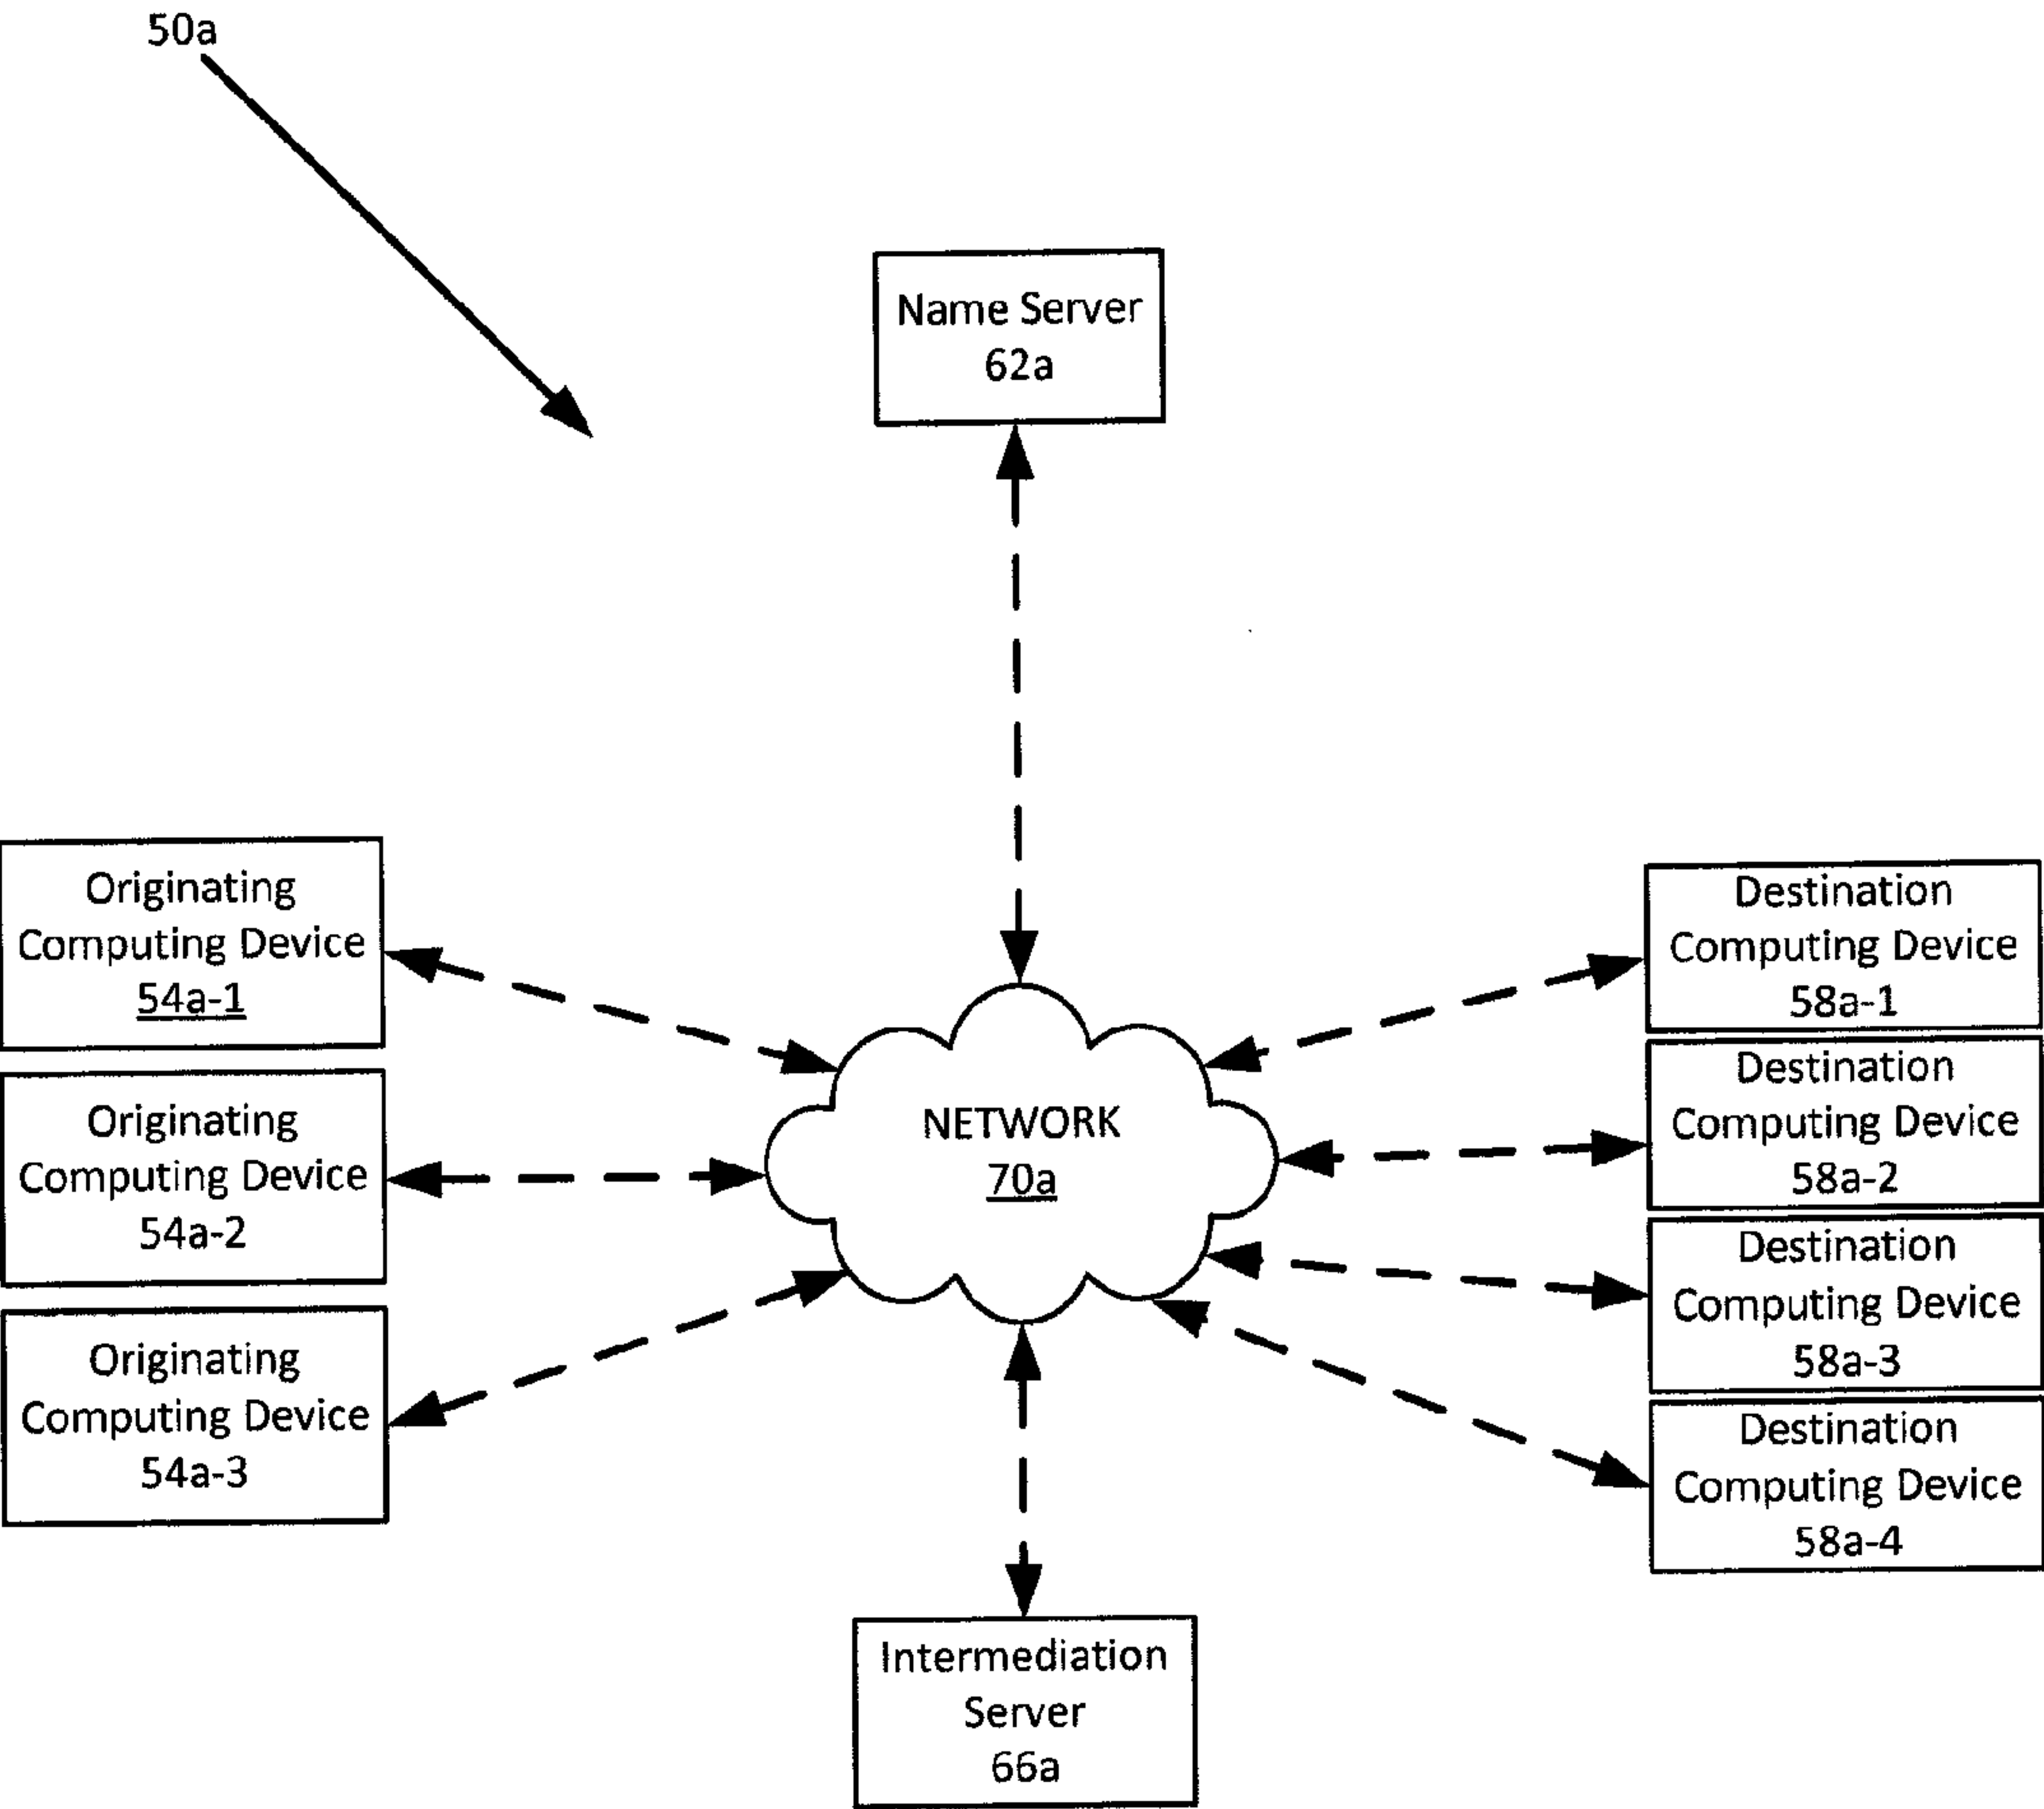 50a
Name Server
62a
Originating
Computing Device
54a-1
Originating
Computing Device
54a-2
Originating
Computing Device
54a-3
NETWORK
70a
Destination
Computing Device
58a-1
Destination
Computing Device
58a-2
Destination
Computing Device
58a-3
Destination
Computing Device
58a-4
Intermediation
Server
66a